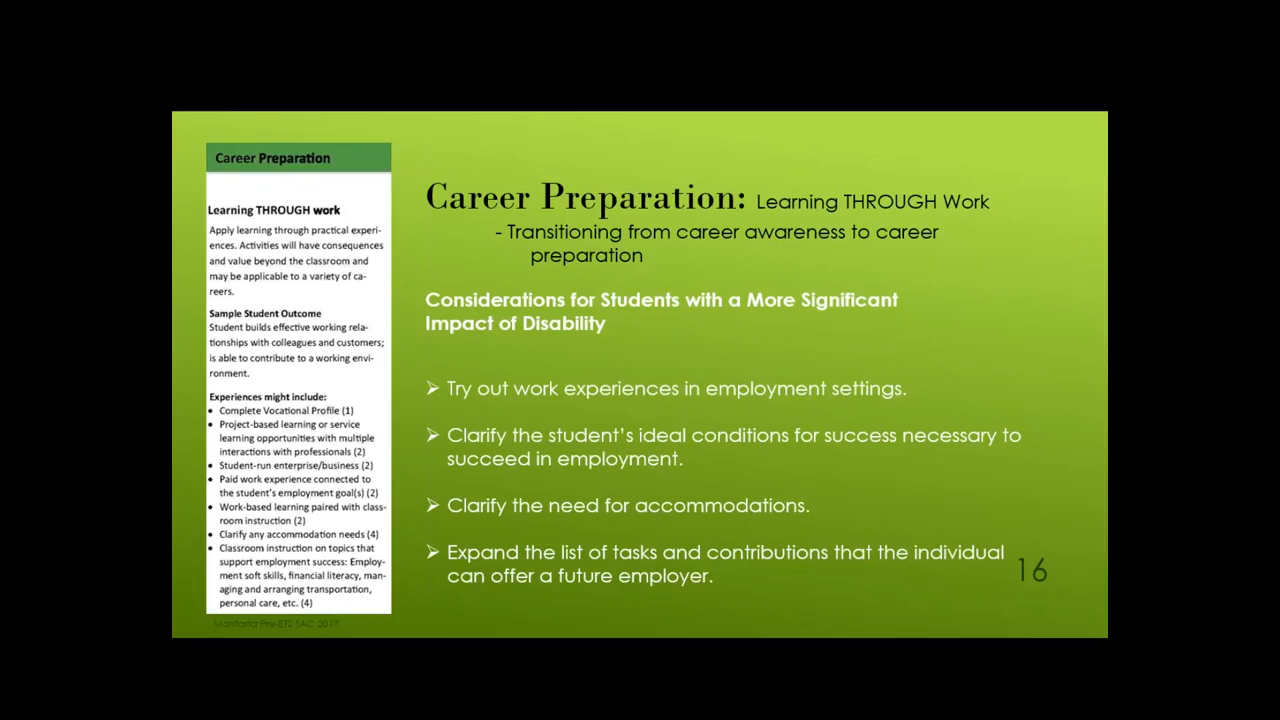 Career Preparation
Learning THROUGH work
Apply learning through practical experi-
ences. Activities will have consequences
and value beyond the classroom and
may be applicable to a variety of ca-
reers.
Sample Student Outcome
Student builds effective working rela-
tionships with colleagues and customers;
is able to contribute to a working envi-
ronment.
Experiences might include:
• Complete Vocational Profile (1)
• Project-based learning or service
learning opportunities with multiple
interactions with professionals (2)
• Student-run enterprise/business (2)
• Paid work experience connected to
the student's employment goal(s) (2)
• Work-based learning paired with class-
room instruction (2)
• Clarify any accommodation needs (4)
• Classroom instruction on topics that
support employment success: Employ-
ment soft skills, financial literacy, man-
aging and arranging transportation,
personal care, etc. (4)
Montana Pre-ETS TAC 2017
Career Preparation: Learning THROUGH Work
- Transitioning from career awareness to career
preparation
Considerations for Students with a More Significant
Impact of Disability
➢ Try out work experiences in employment settings.
➢ Clarify the student's ideal conditions for success necessary to
succeed in employment.
➢ Clarify the need for accommodations.
➢ Expand the list of tasks and contributions that the individual
can offer a future employer.
16